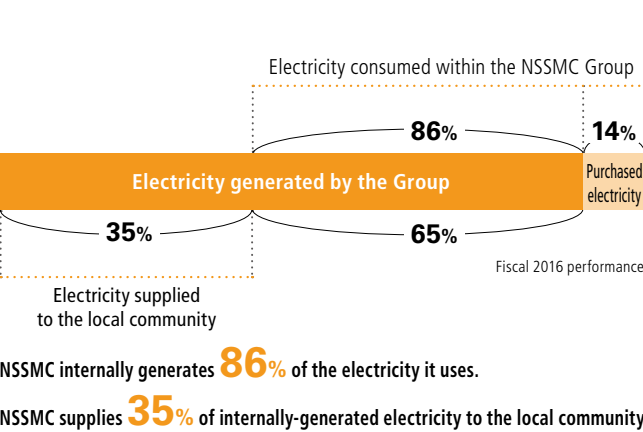 Electricity consumed within the NSSMC Group
86%
14%
Electricity generated by the Group
Purchased
electricity
35%
65%
Fiscal 2016 performance
Electricity supplied
to the local community
NSSMC internally generates 86% of the electricity it uses.
NSSMC supplies 35% of internally-generated electricity to the local community